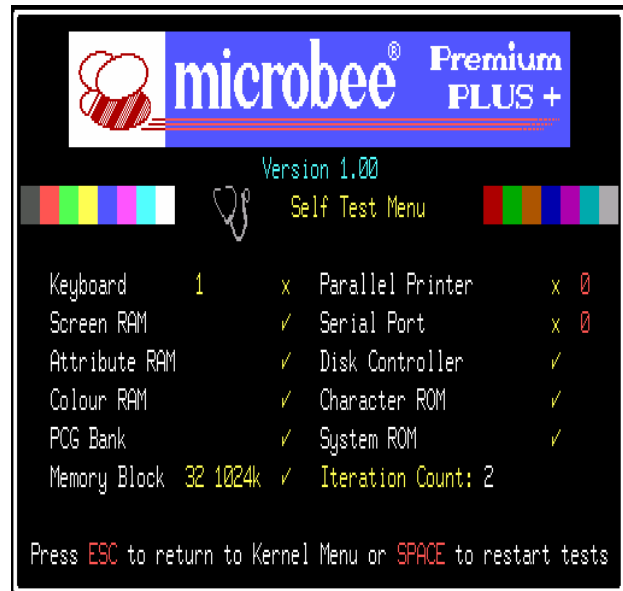 microbee® Premium PLUS +
Version 1.00
Self Test Menu
Keyboard 1 x Parallel Printer x 0
Screen RAM ✓ Serial Port x 0
Attribute RAM ✓ Disk Controller ✓
Colour RAM ✓ Character ROM ✓
PCG Bank ✓ System ROM ✓
Memory Block 32 1024k ✓ Iteration Count: 2
Press ESC to return to Kernel Menu or SPACE to restart tests